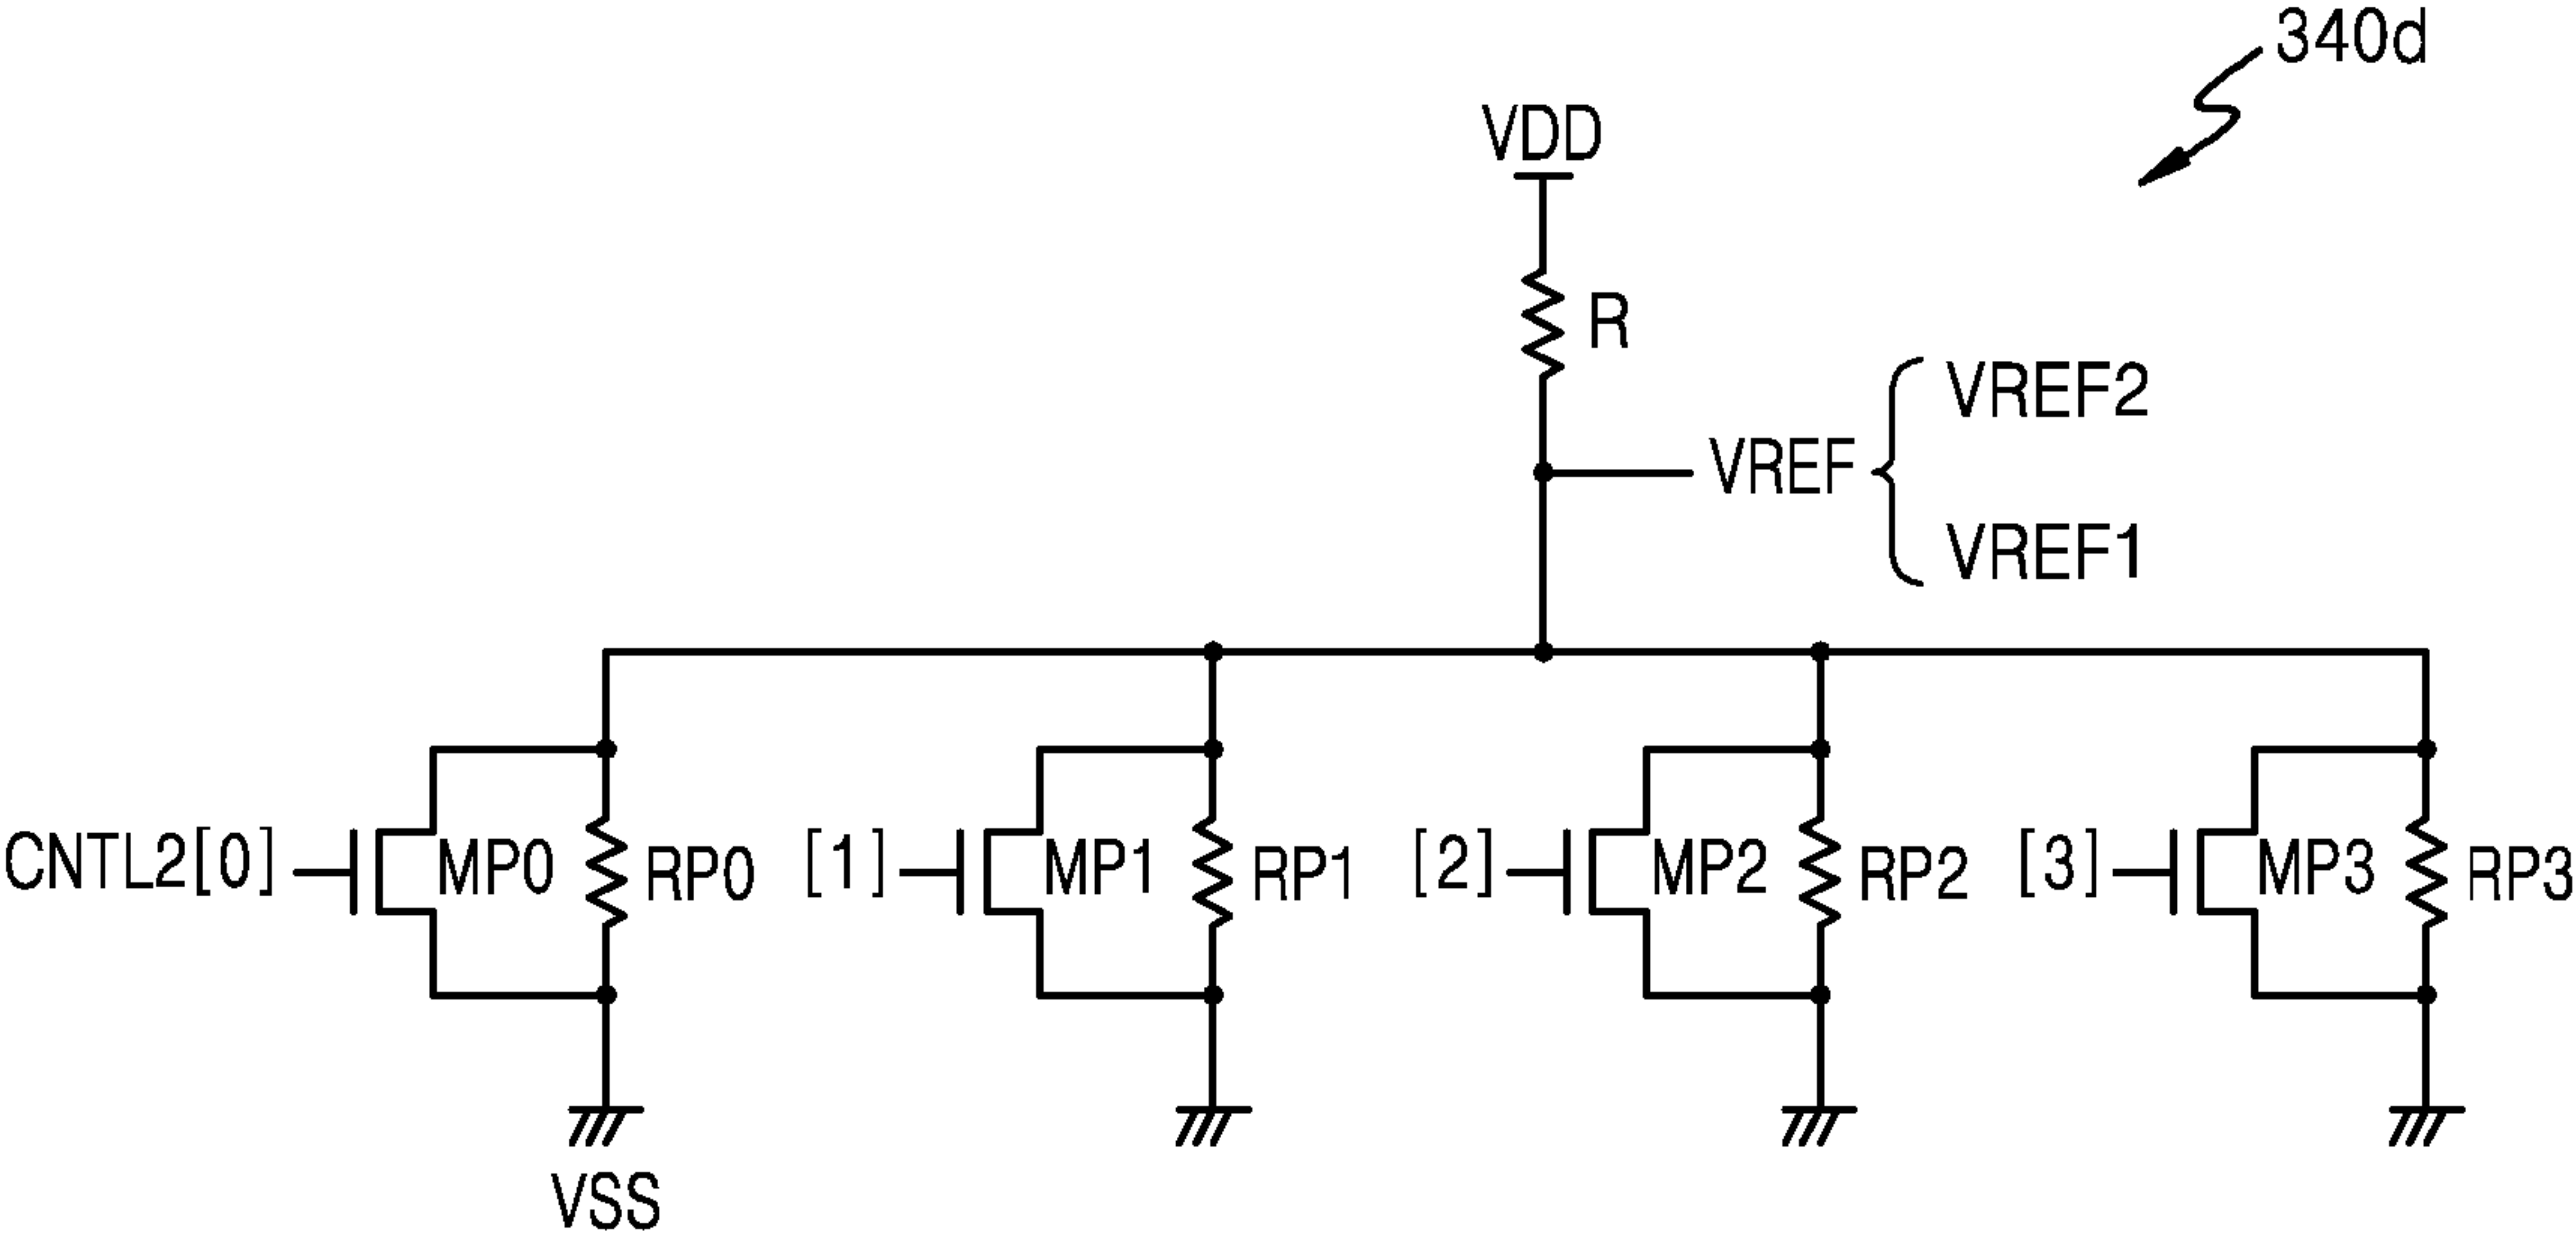 340d
VDD
R
VREF2
VREF
VREF1
CNTL2[0]
MP0
RP0
[1]
MP1
RP1
[2]
MP2
RP2
[3]
MP3
RP3
VSS